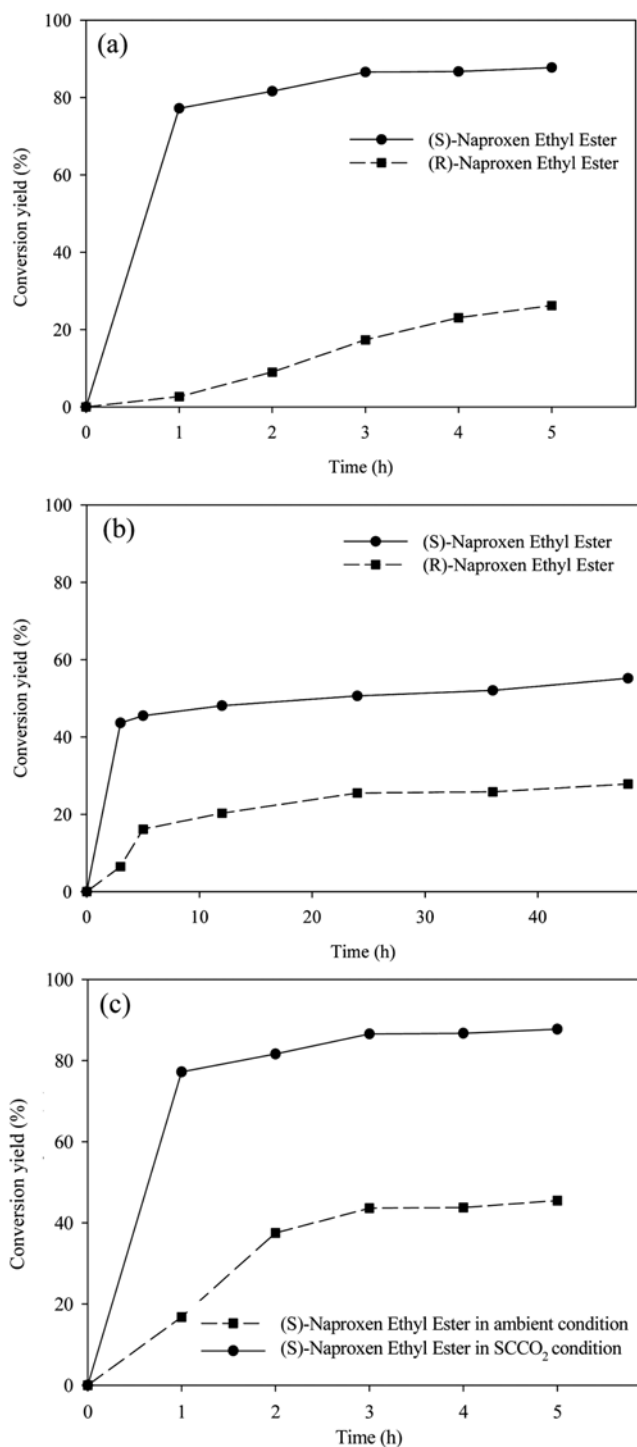 (a)
100
80
60
40
20
0
Conversion yield (%)
(S)-Naproxen Ethyl Ester
(R)-Naproxen Ethyl Ester
0 1 2 3 4 5
Time (h)
(b)
100
80
60
40
20
0
Conversion yield (%)
(S)-Naproxen Ethyl Ester
(R)-Naproxen Ethyl Ester
0 10 20 30 40
Time (h)
(c)
100
80
60
40
20
0
Conversion yield (%)
(S)-Naproxen Ethyl Ester in ambient condition
(S)-Naproxen Ethyl Ester in SCCO₂ condition
0 1 2 3 4 5
Time (h)